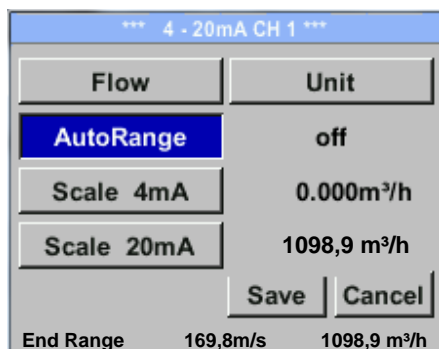 *** 4 - 20mA CH 1 ***
Flow Unit
AutoRange off
Scale 4mA 0.000m³/h
Scale 20mA 1098,9 m³/h
Save Cancel
End Range 169,8m/s 1098,9 m³/h